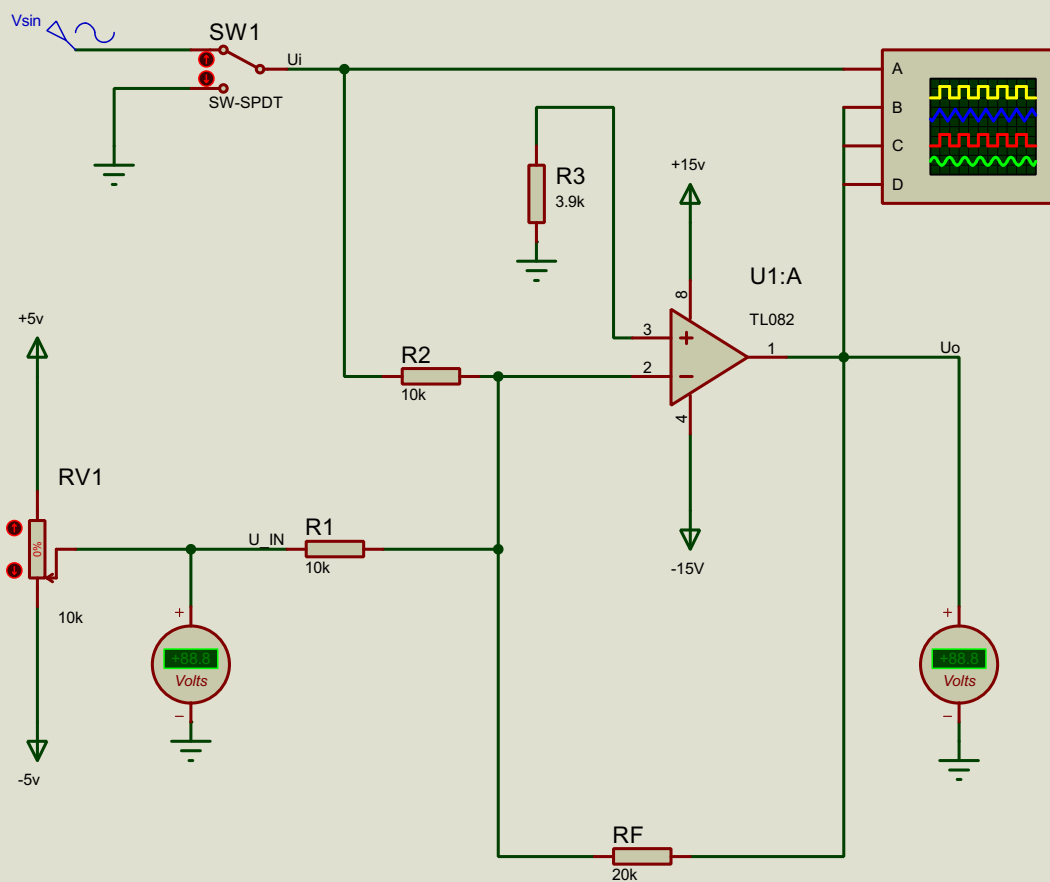 Vsin
SW1
Ui
SW-SPDT
A
B
C
D
R3
3.9k
+15v
U1:A
TL082
8
3
+
2
−
1
4
Uo
R2
10k
+5v
RV1
0%
10k
-5v
U_IN
R1
10k
-15V
+
+88.8
Volts
−
+
+88.8
Volts
−
RF
20k